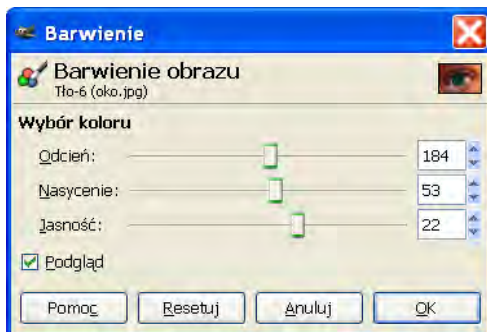 Barwienie
Barwienie obrazu
Tło-6 (oko.jpg)
Wybór koloru
Odcień: 184
Nasycenie: 53
Jasność: 22
Podgląd
Pomoc Resetuj Anuluj OK